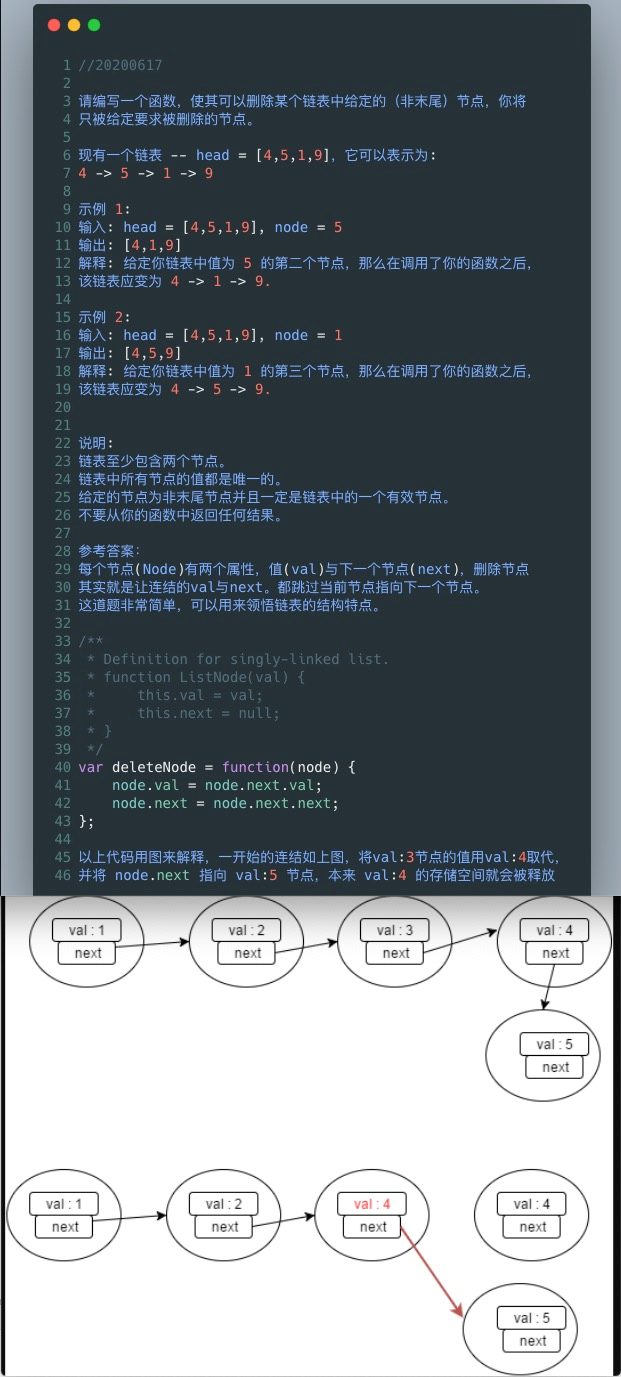 1 //20200617
2
3 请编写一个函数，使其可以删除某个链表中给定的（非末尾）节点，你将
4 只被给定要求被删除的节点。
5
6 现有一个链表 -- head = [4,5,1,9]，它可以表示为:
7 4 -> 5 -> 1 -> 9
8
9 示例 1:
10 输入: head = [4,5,1,9], node = 5
11 输出: [4,1,9]
12 解释: 给定你链表中值为 5 的第二个节点，那么在调用了你的函数之后，
13 该链表应变为 4 -> 1 -> 9.
14
15 示例 2:
16 输入: head = [4,5,1,9], node = 1
17 输出: [4,5,9]
18 解释: 给定你链表中值为 1 的第三个节点，那么在调用了你的函数之后，
19 该链表应变为 4 -> 5 -> 9.
20
21
22 说明:
23 链表至少包含两个节点。
24 链表中所有节点的值都是唯一的。
25 给定的节点为非末尾节点并且一定是链表中的一个有效节点。
26 不要从你的函数中返回任何结果。
27
28 参考答案：
29 每个节点(Node)有两个属性，值(val)与下一个节点(next)，删除节点
30 其实就是让连结的val与next。都跳过当前节点指向下一个节点。
31 这道题非常简单，可以用来领悟链表的结构特点。
32
33 /**
34  * Definition for singly-linked list.
35  * function ListNode(val) {
36  *     this.val = val;
37  *     this.next = null;
38  * }
39  */
40 var deleteNode = function(node) {
41     node.val = node.next.val;
42     node.next = node.next.next;
43 };
44
45 以上代码用图来解释，一开始的连结如上图，将val:3节点的值用val:4取代，
46 并将 node.next 指向 val:5 节点，本来 val:4 的存储空间就会被释放
val : 1
next
val : 2
next
val : 3
next
val : 4
next
val : 5
next
val : 1
next
val : 2
next
val : 4
next
val : 4
next
val : 5
next